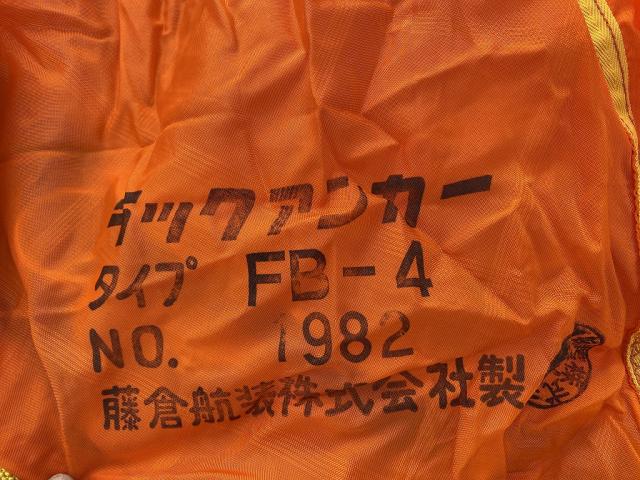 ダックアンカー
タイプ FB-4
NO. 1982
藤倉航装株式会社製